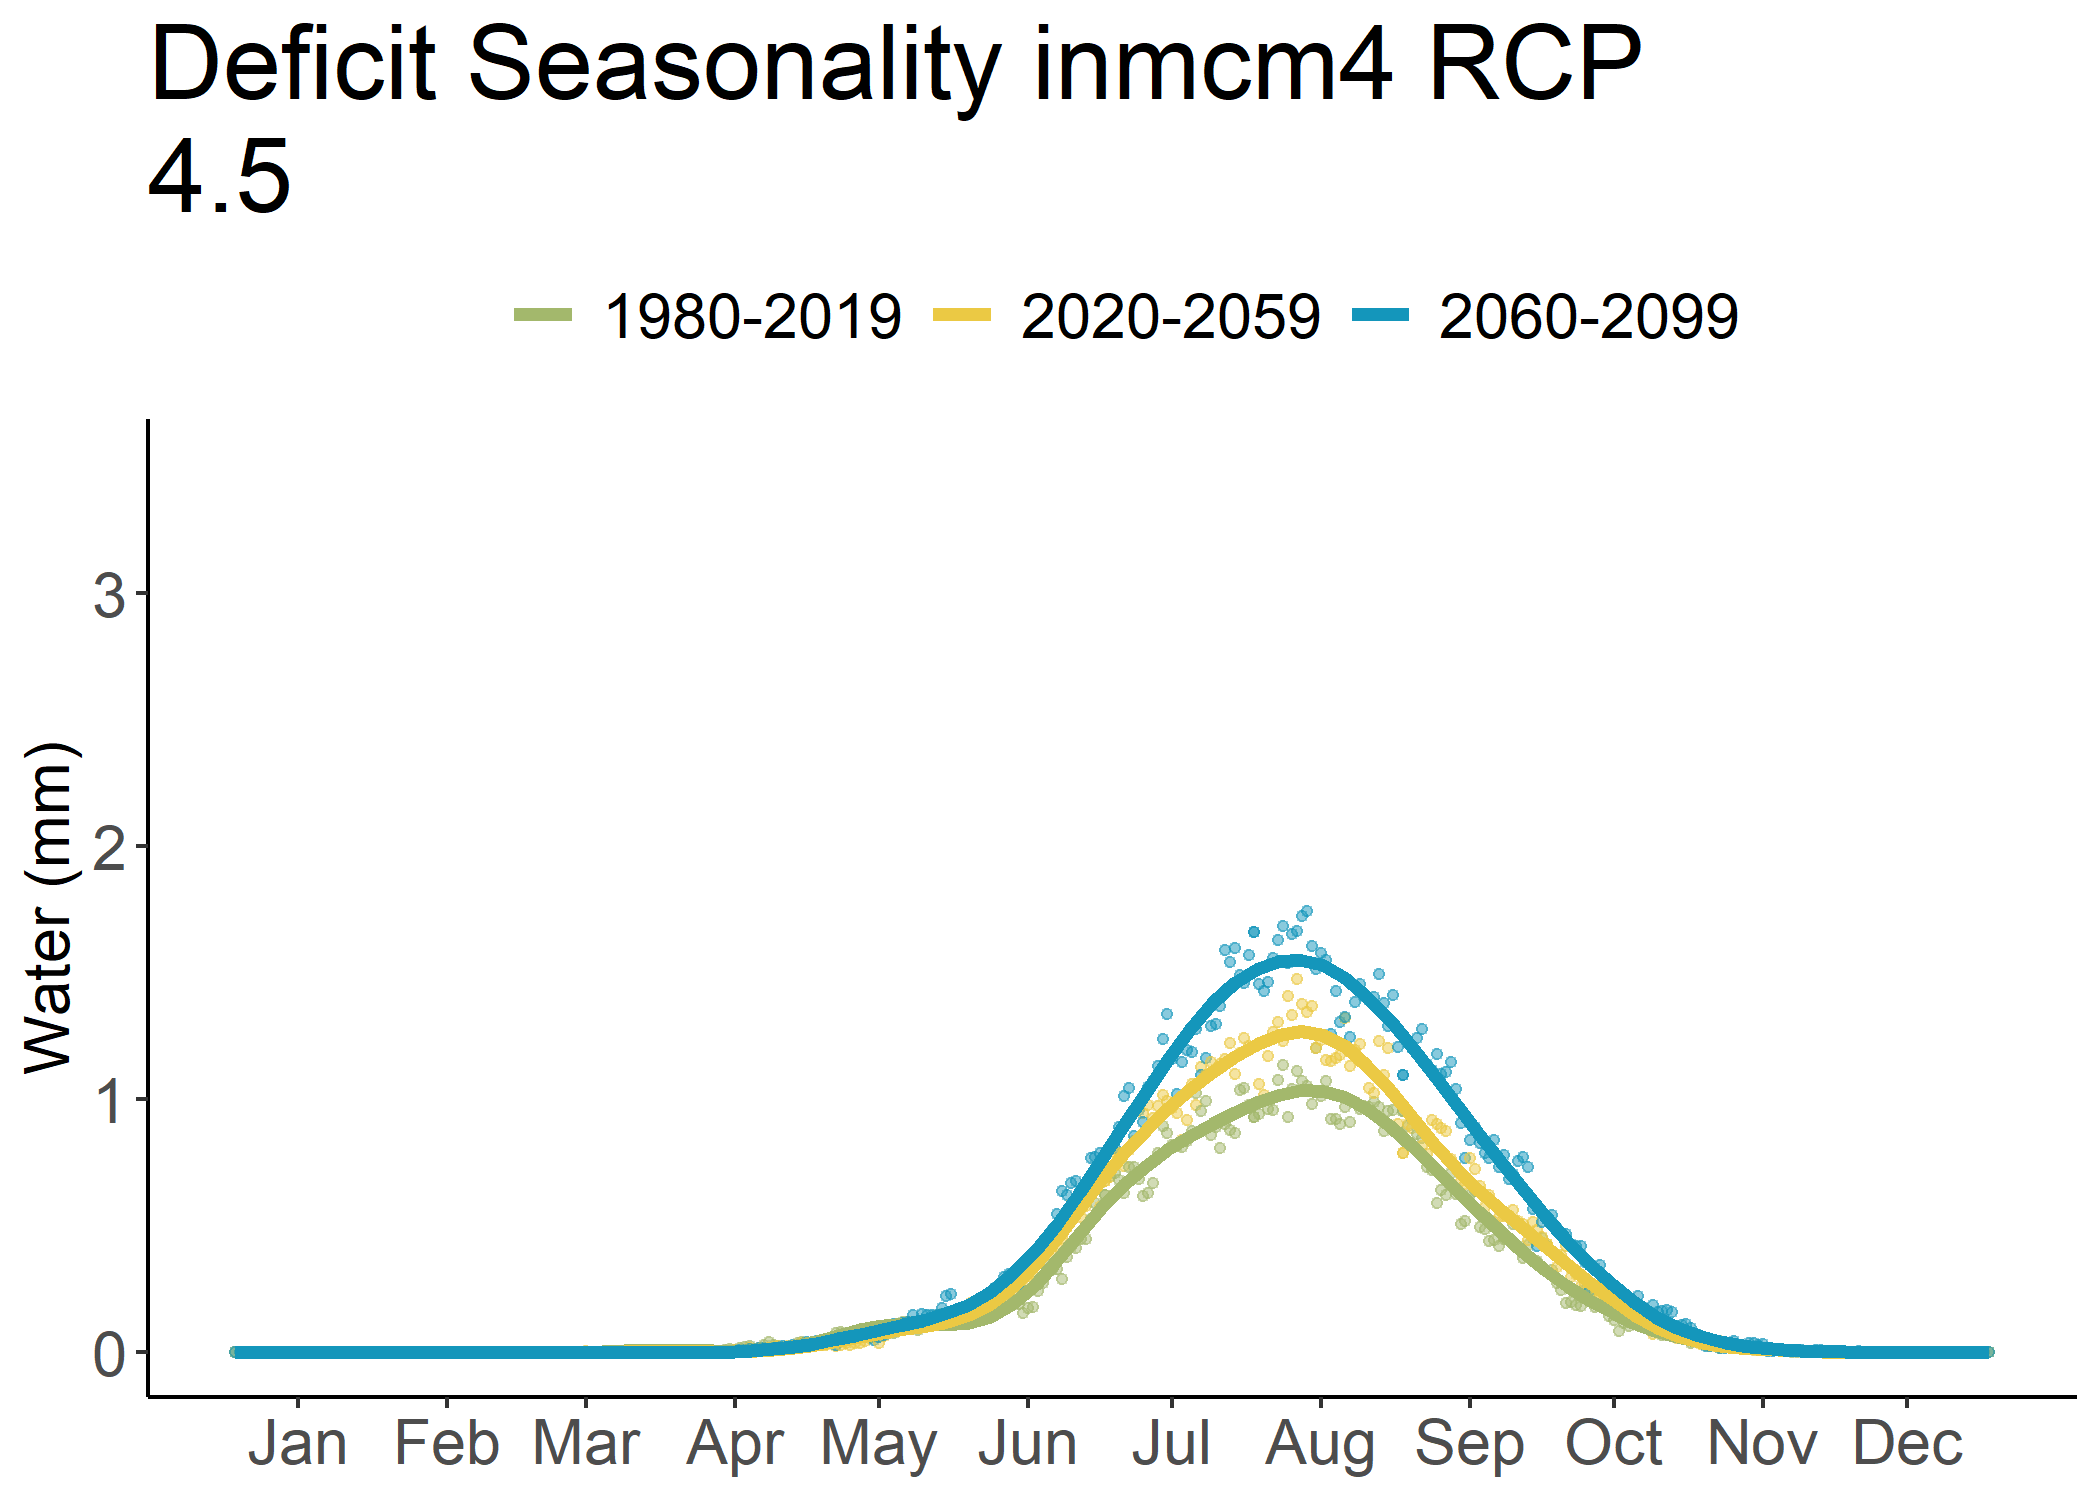 Deficit Seasonality inmcm4 RCP
4.5
1980-2019 2020-2059 2060-2099
Water (mm)
3
2
1
0
Jan Feb Mar Apr May Jun Jul Aug Sep Oct Nov Dec